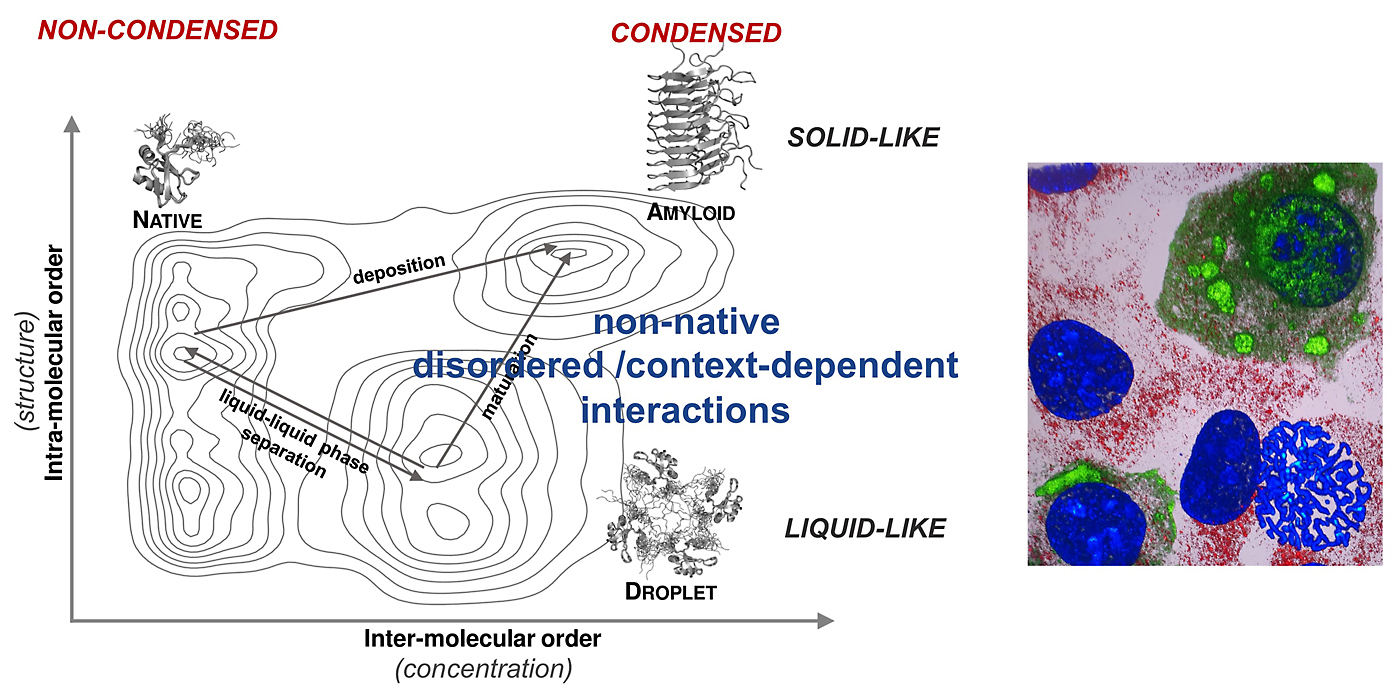 NON-CONDENSED
CONDENSED
SOLID-LIKE
NATIVE
AMYLOID
deposition
maturation
liquid-liquid phase
separation
non-native
disordered /context-dependent
interactions
LIQUID-LIKE
DROPLET
(structure)
Intra-molecular order
Inter-molecular order
(concentration)